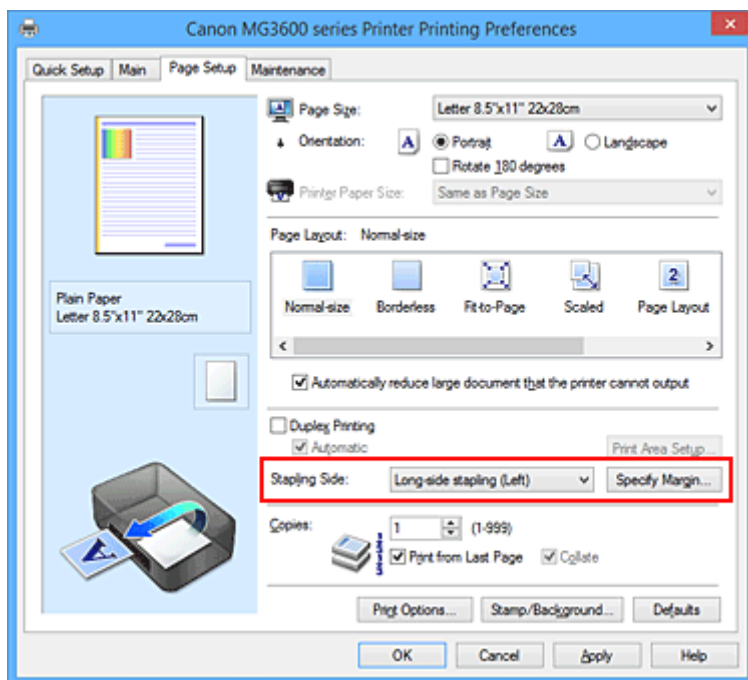 Canon MG3600 series Printer Printing Preferences
Quick Setup Main Page Setup Maintenance
Page Size: Letter 8.5"x11" 22x28cm
Orientation: A Portrait A Landscape
Rotate 180 degrees
Printer Paper Size: Same as Page Size
Page Layout: Normal-size
2
Normal-size Borderless Fit-to-Page Scaled Page Layout
Plain Paper
Letter 8.5"x11" 22x28cm
Automatically reduce large document that the printer cannot output
Duplex Printing
Automatic
Print Area Setup...
Stapling Side: Long-side stapling (Left) Specify Margin...
Copies: 1 (1-999)
Print from Last Page Collate
A
Print Options... Stamp/Background... Defaults
OK Cancel Apply Help